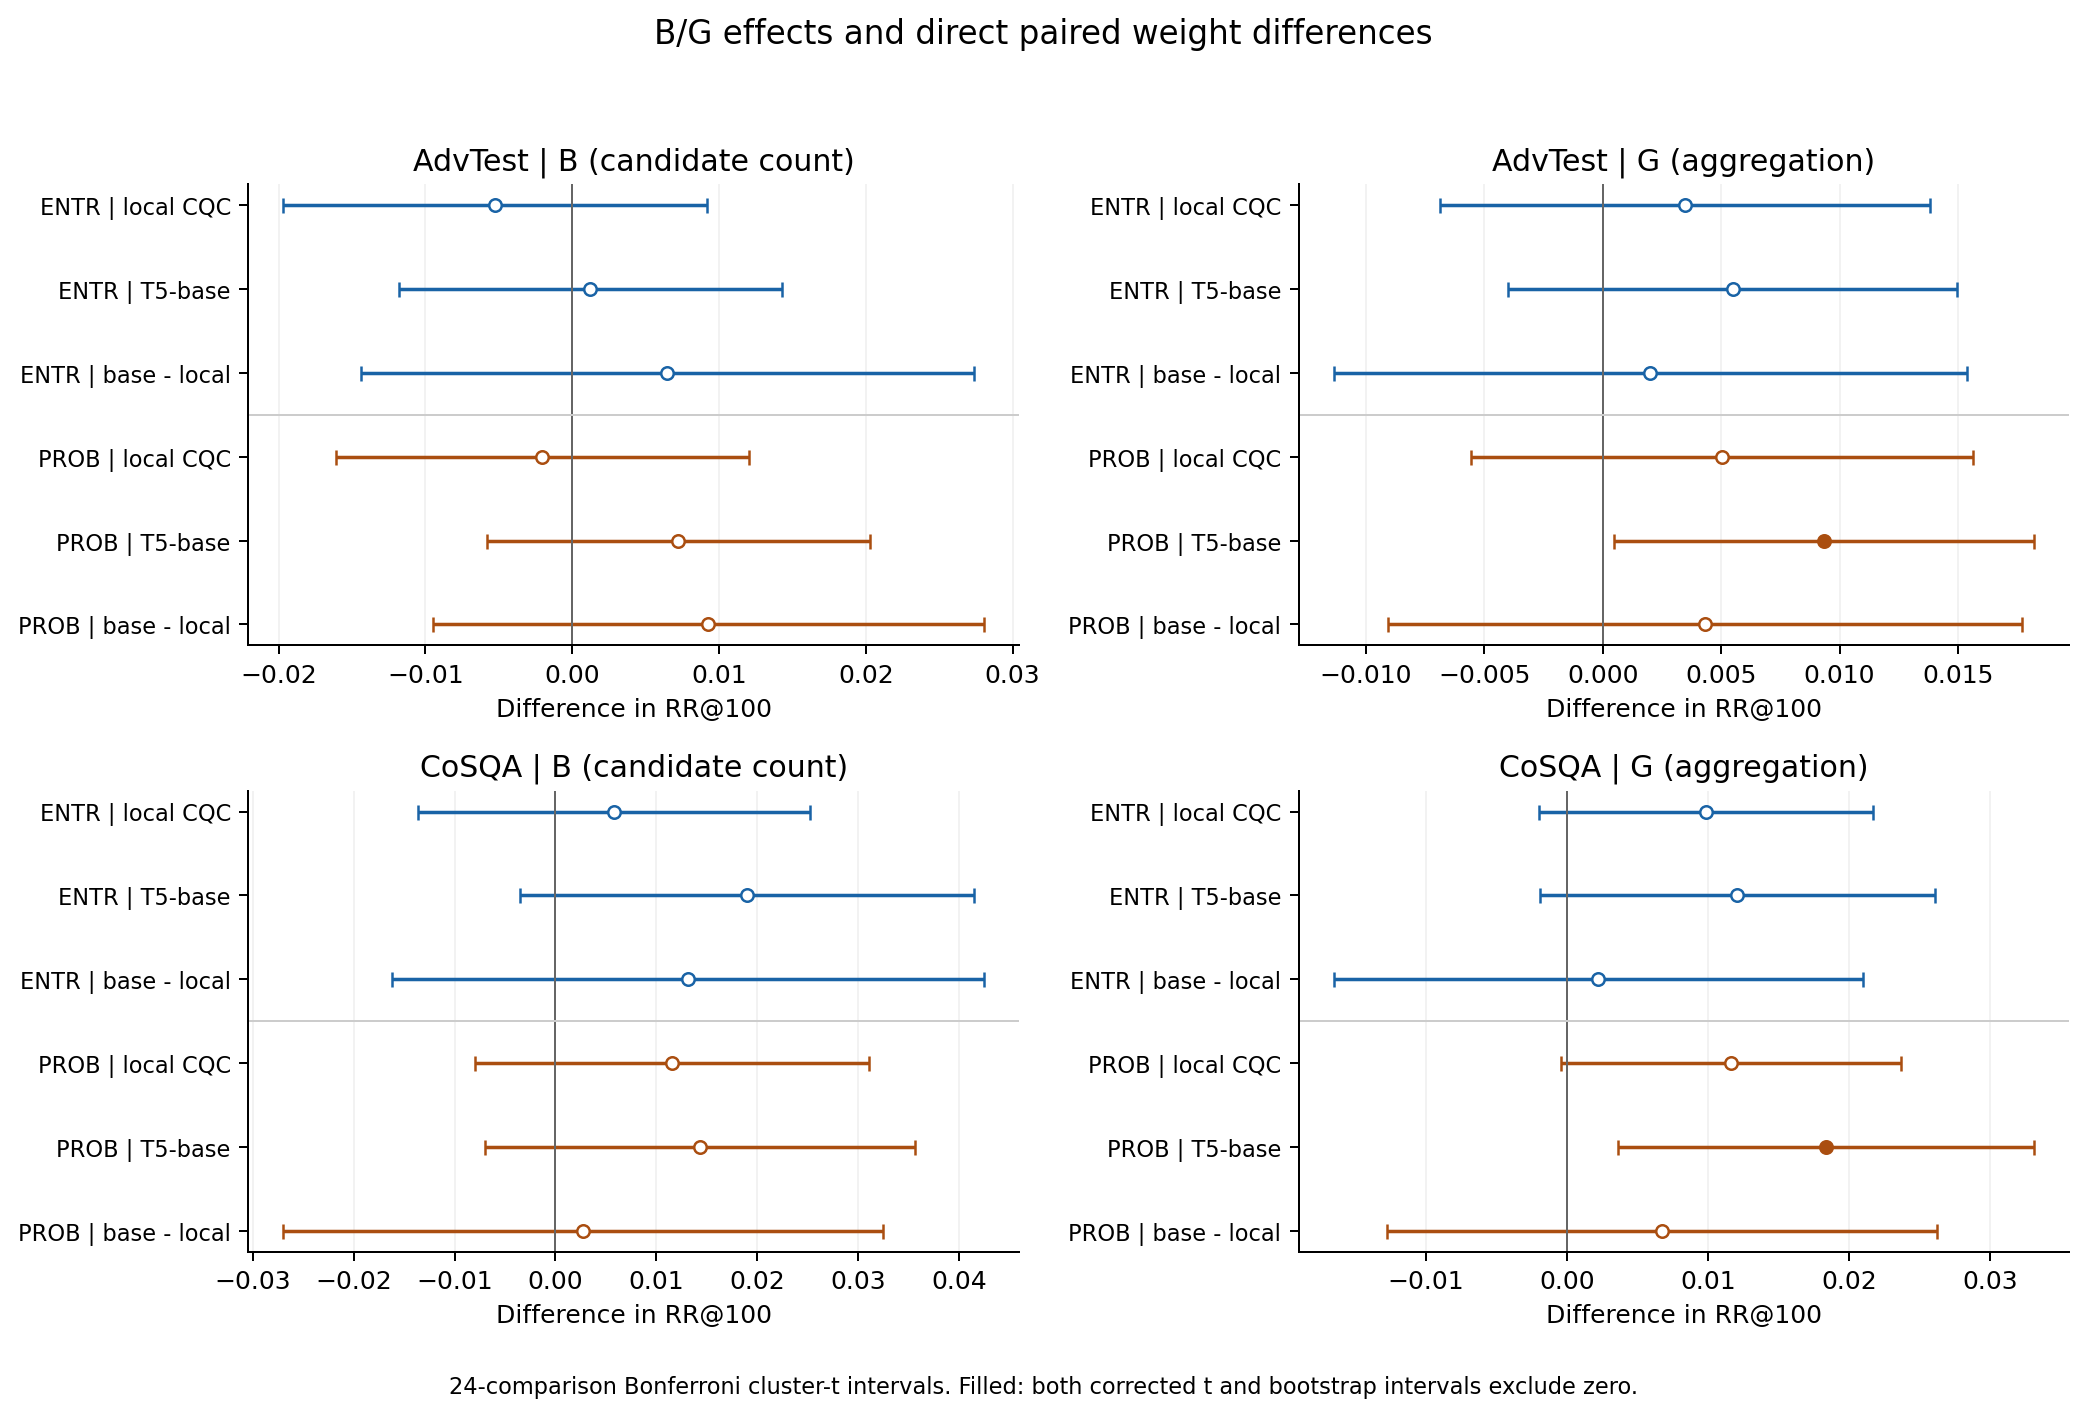 B/G effects and direct paired weight differences
AdvTest | B (candidate count)
ENTR | local CQC
ENTR | T5-base
ENTR | base - local
PROB | local CQC
PROB | T5-base
PROB | base - local
−0.02 −0.01 0.00 0.01 0.02 0.03
Difference in RR@100
AdvTest | G (aggregation)
ENTR | local CQC
ENTR | T5-base
ENTR | base - local
PROB | local CQC
PROB | T5-base
PROB | base - local
−0.010 −0.005 0.000 0.005 0.010 0.015
Difference in RR@100
CoSQA | B (candidate count)
ENTR | local CQC
ENTR | T5-base
ENTR | base - local
PROB | local CQC
PROB | T5-base
PROB | base - local
−0.03 −0.02 −0.01 0.00 0.01 0.02 0.03 0.04
Difference in RR@100
CoSQA | G (aggregation)
ENTR | local CQC
ENTR | T5-base
ENTR | base - local
PROB | local CQC
PROB | T5-base
PROB | base - local
−0.01 0.00 0.01 0.02 0.03
Difference in RR@100
24-comparison Bonferroni cluster-t intervals. Filled: both corrected t and bootstrap intervals exclude zero.